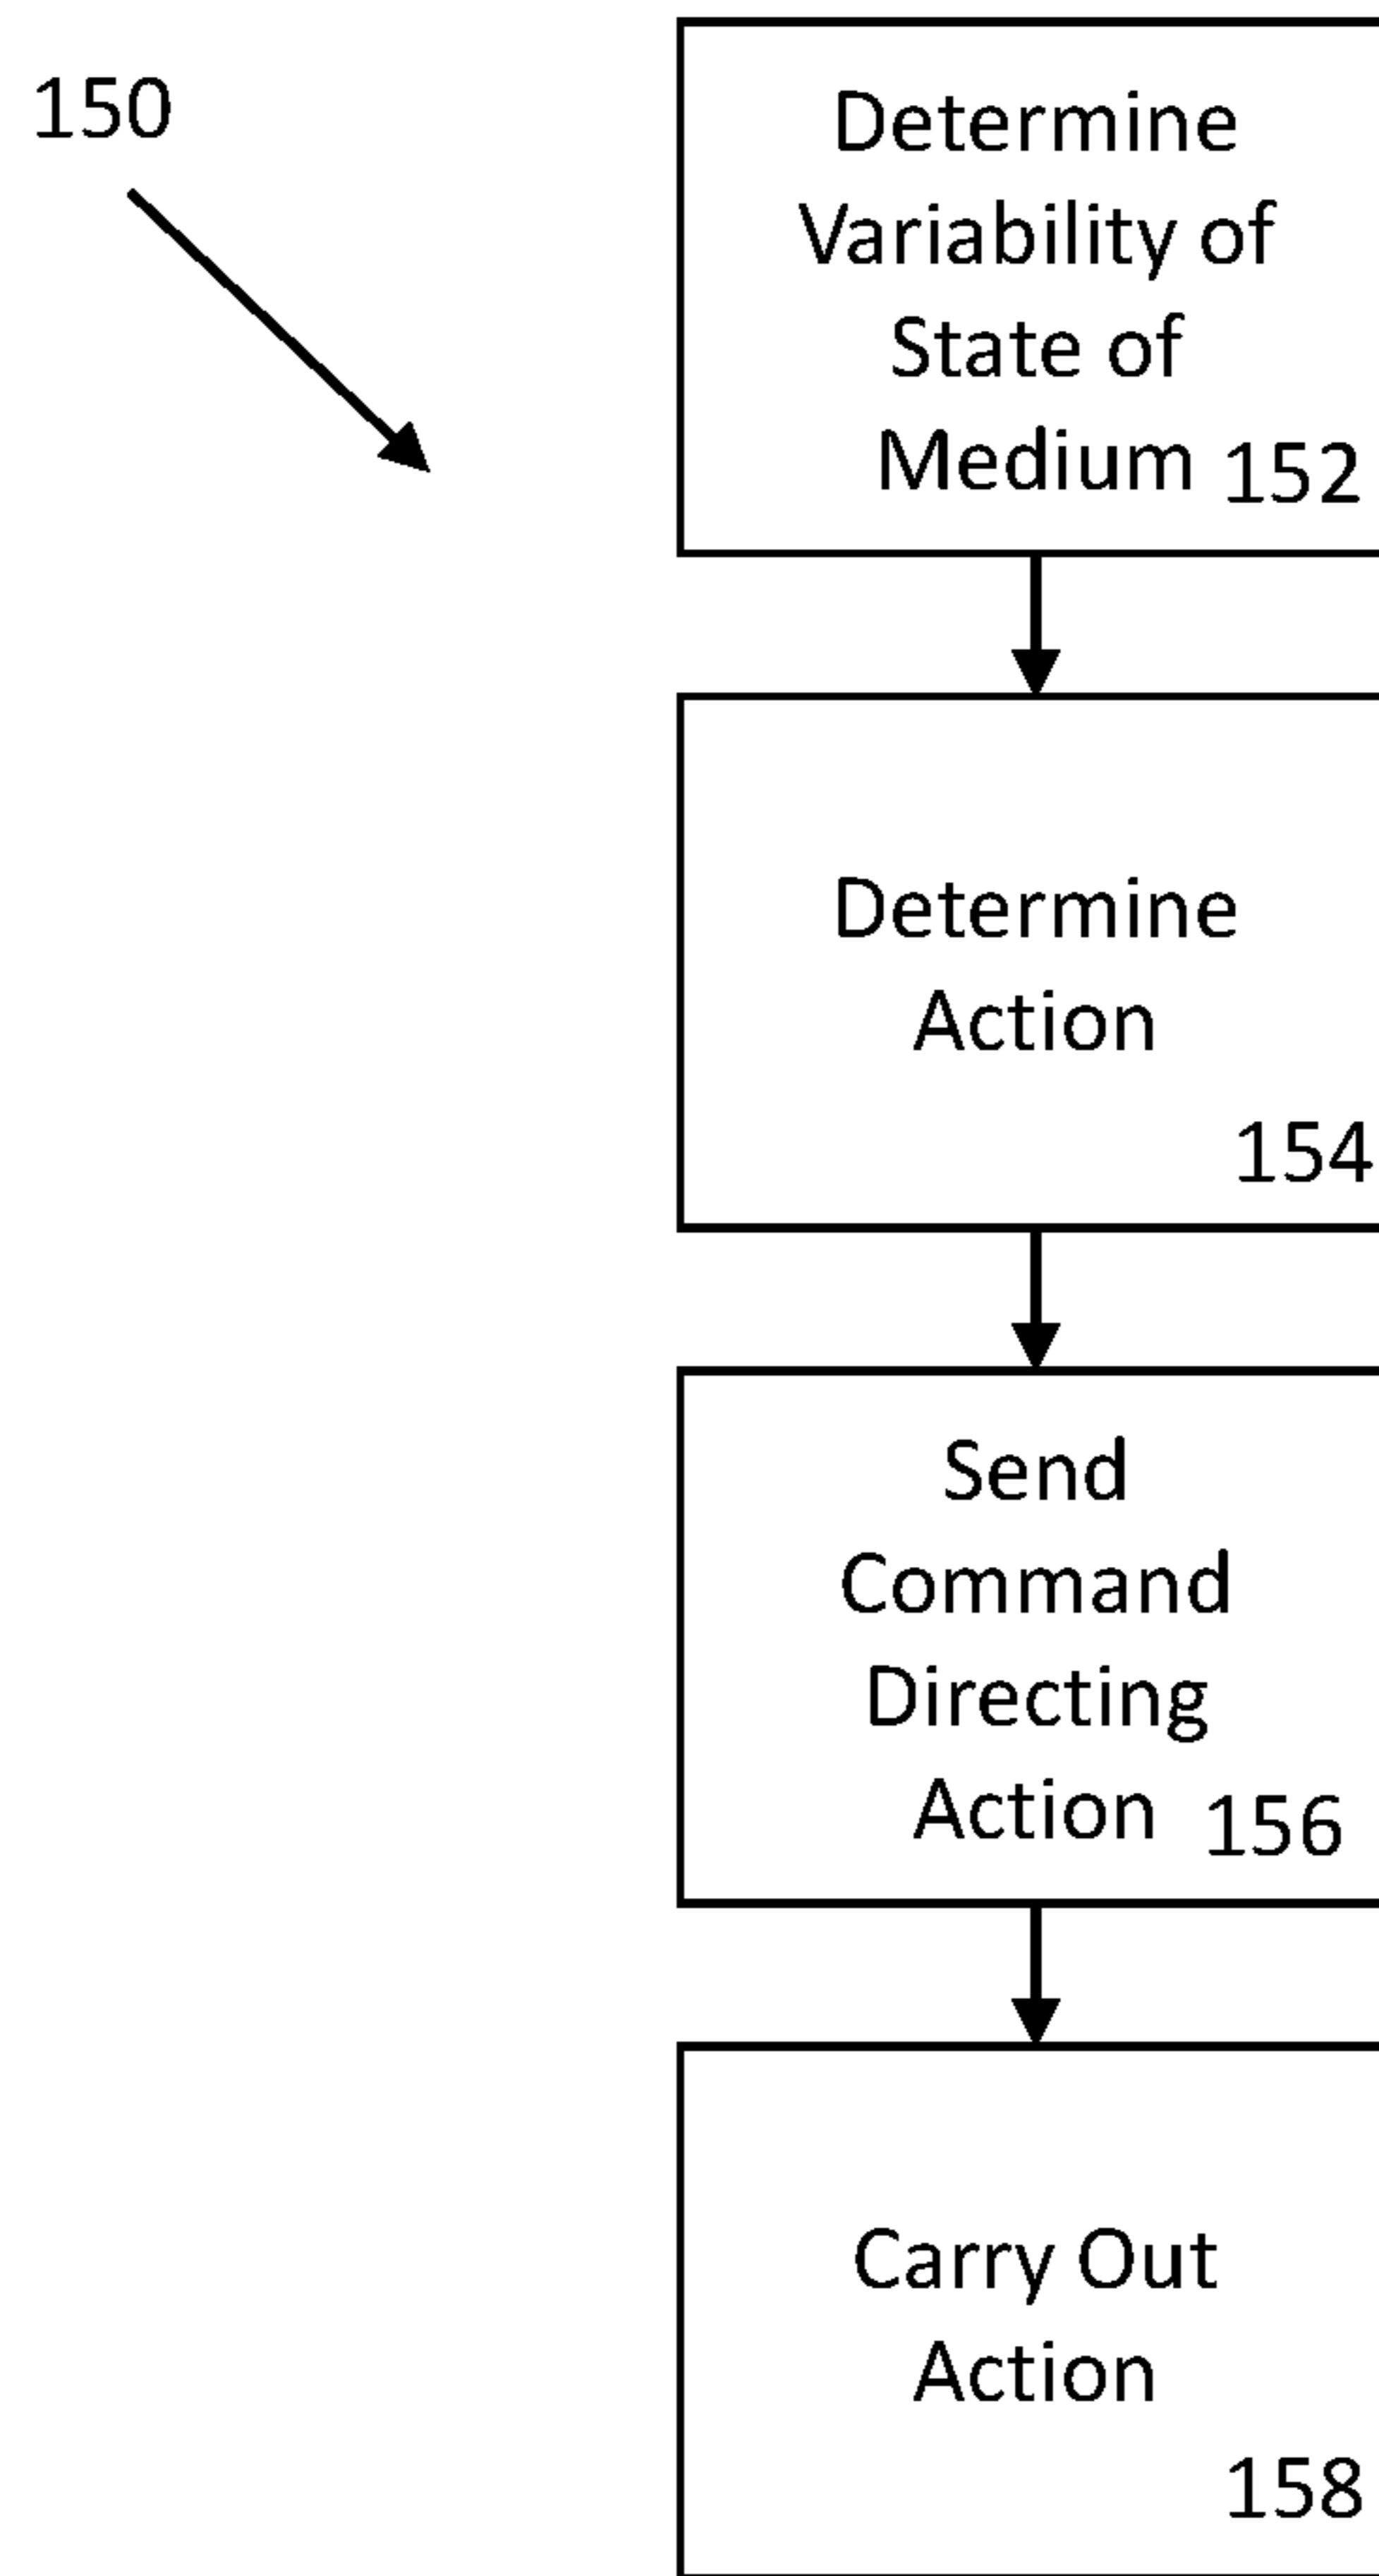 150
Determine
Variability of
State of
Medium 152
Determine
Action
154
Send
Command
Directing
Action 156
Carry Out
Action
158